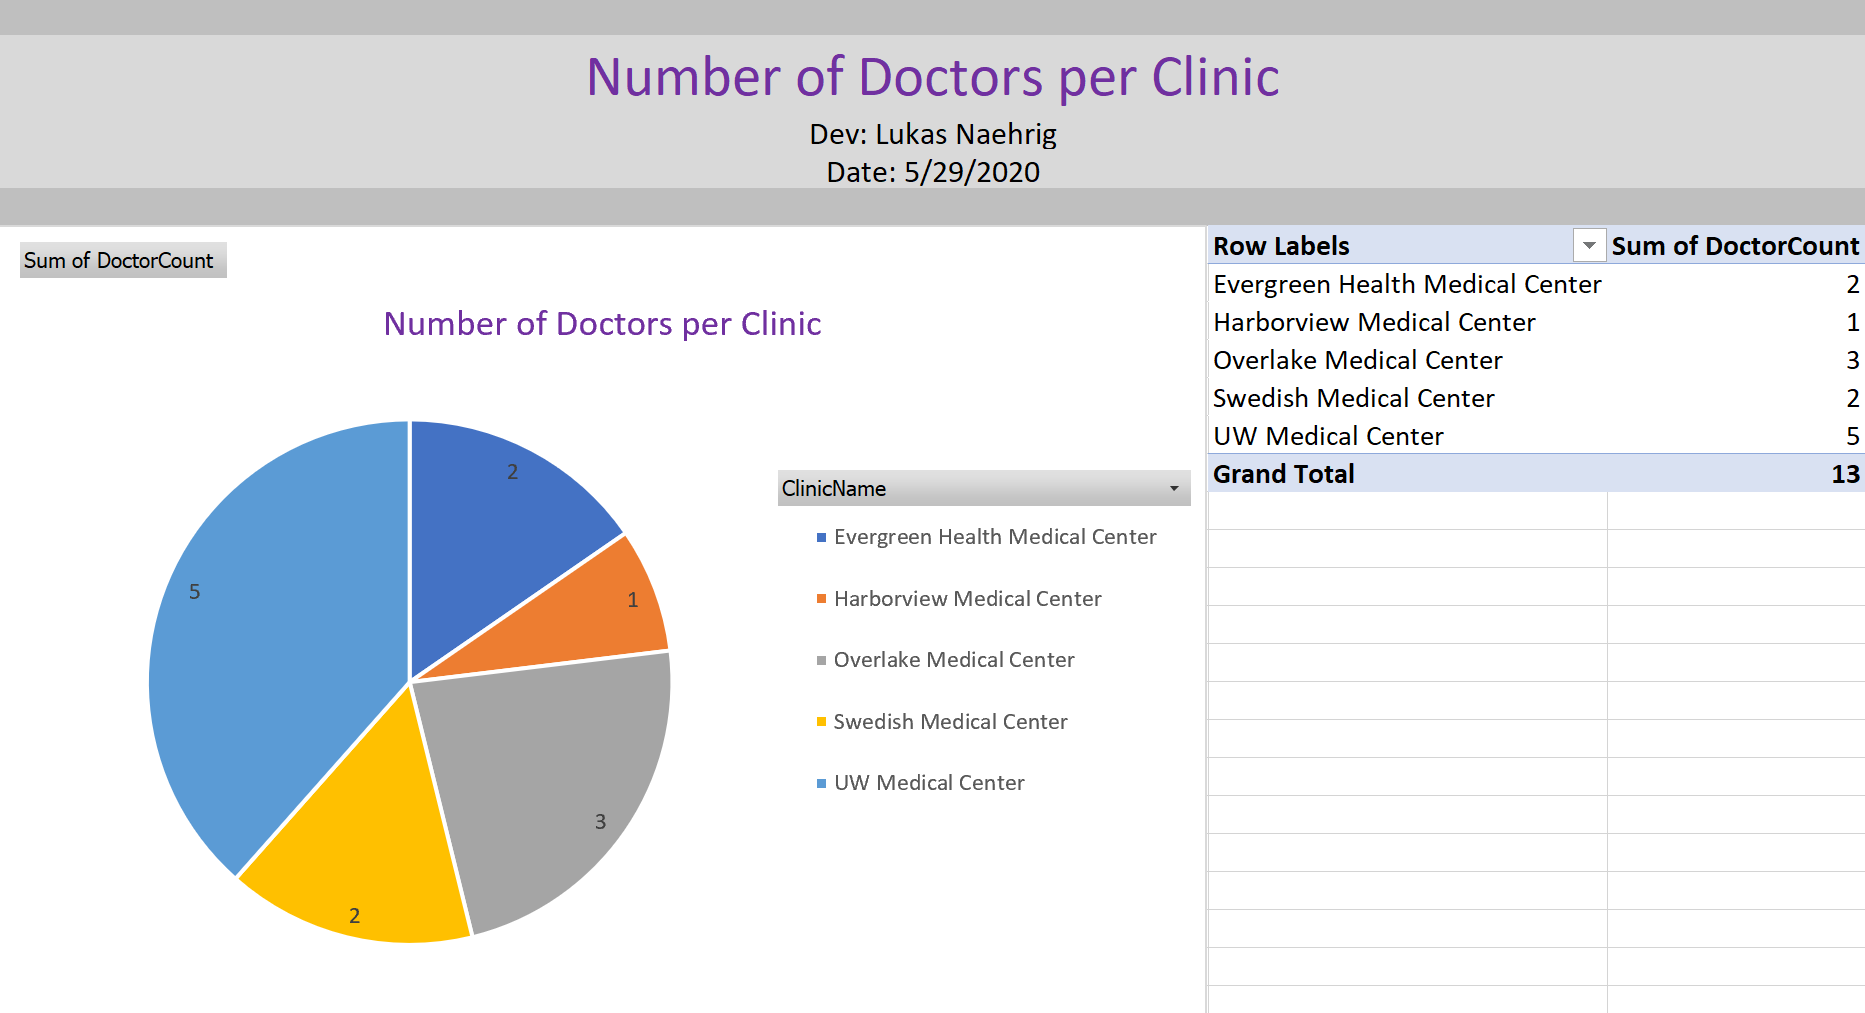 Number of Doctors per Clinic
Dev: Lukas Naehrig
Date: 5/29/2020
Sum of DoctorCount
Number of Doctors per Clinic
2
1
3
2
5
ClinicName
Evergreen Health Medical Center
Harborview Medical Center
Overlake Medical Center
Swedish Medical Center
UW Medical Center
Row Labels Sum of DoctorCount
Evergreen Health Medical Center 2
Harborview Medical Center 1
Overlake Medical Center 3
Swedish Medical Center 2
UW Medical Center 5
Grand Total 13